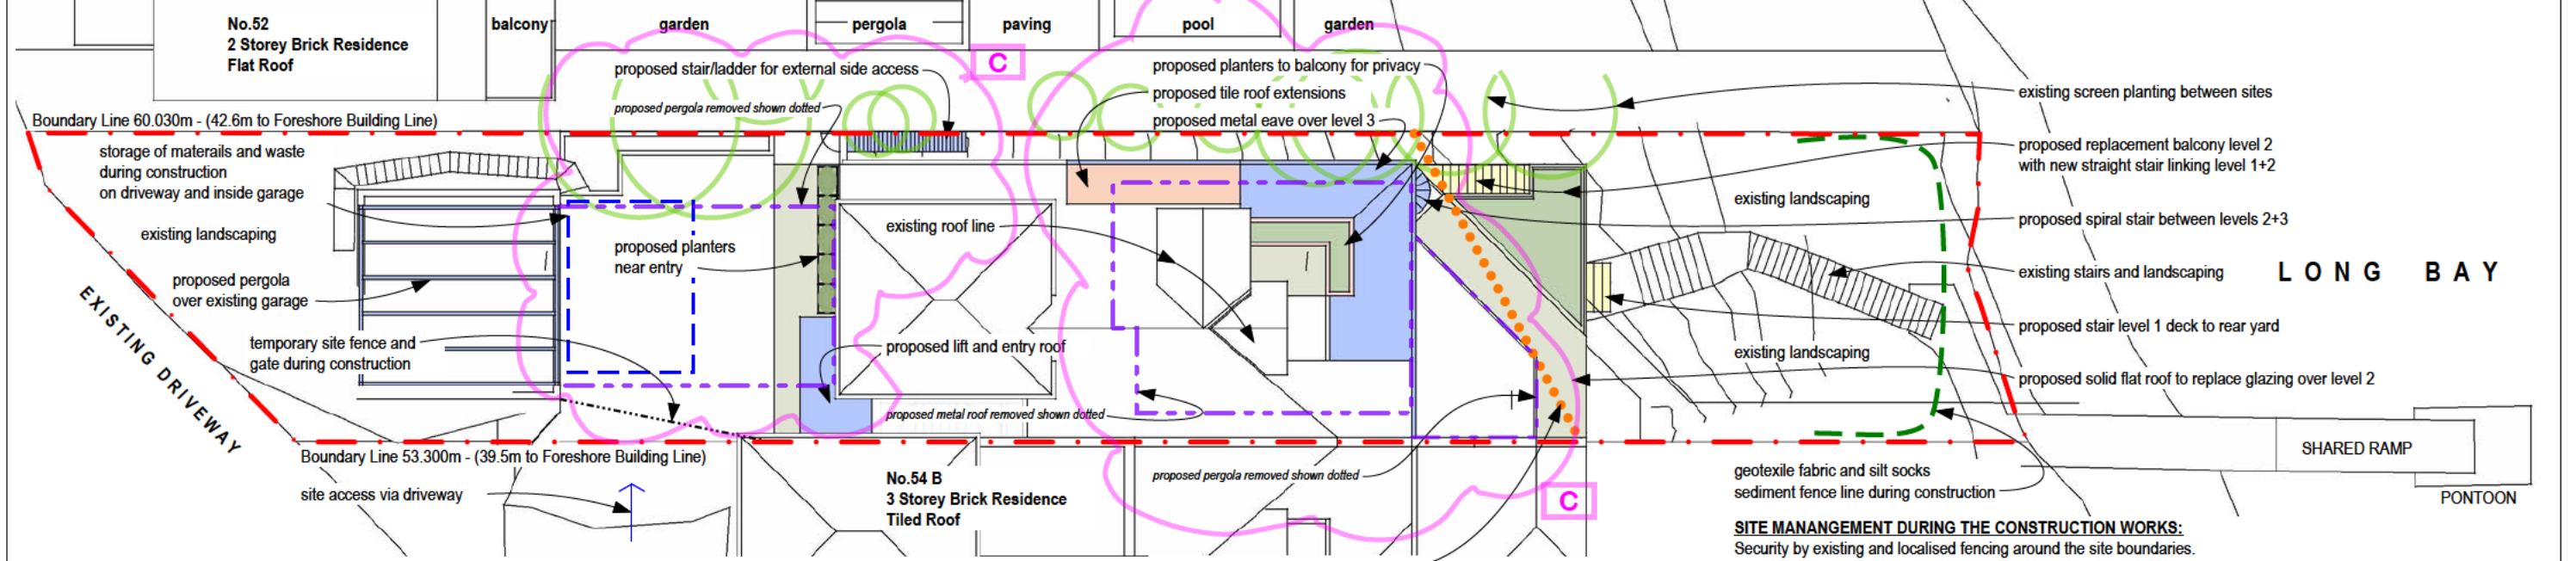 No.52
2 Storey Brick Residence
Flat Roof
balcony
garden
pergola
paving
pool
garden
C
proposed stair/ladder for external side access
proposed pergola removed shown dotted
proposed planters to balcony for privacy
proposed tile roof extensions
proposed metal eave over level 3
existing screen planting between sites
Boundary Line 60.030m - (42.6m to Foreshore Building Line)
storage of materails and waste
during construction
on driveway and inside garage
existing landscaping
proposed pergola
over existing garage
temporary site fence and
gate during construction
EXISTING DRIVEWAY
proposed planters
near entry
existing roof line
proposed lift and entry roof
proposed metal roof removed shown dotted
proposed replacement balcony level 2
with new straight stair linking level 1+2
existing landscaping
proposed spiral stair between levels 2+3
existing stairs and landscaping
LONG BAY
proposed stair level 1 deck to rear yard
existing landscaping
proposed solid flat roof to replace glazing over level 2
Boundary Line 53.300m - (39.5m to Foreshore Building Line)
site access via driveway
No.54 B
3 Storey Brick Residence
Tiled Roof
proposed pergola removed shown dotted
C
geotexile fabric and silt socks
sediment fence line during construction
SHARED RAMP
PONTOON
SITE MANANGEMENT DURING THE CONSTRUCTION WORKS:
Security by existing and localised fencing around the site boundaries.